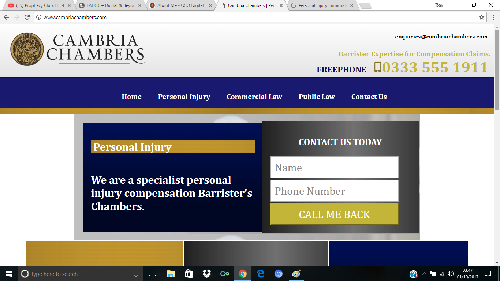 www.cambriachambers.com
CAMBRIA
CHAMBERS
Barrister Expertise for Compensation Claims.
FREEPHONE 0333 555 1911
Home Personal Injury Commercial Law Public Law Contact Us
Personal Injury
We are a specialist personal
injury compensation Barrister's
Chambers.
CONTACT US TODAY
Name
Phone Number
CALL ME BACK
Type here to search